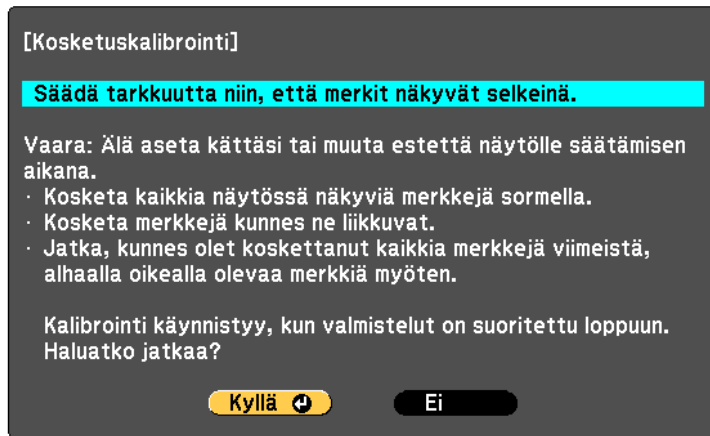 [Kosketuskalibrointi]
Säädä tarkkuutta niin, että merkit näkyvät selkeinä.
Vaara: Älä aseta kättäsi tai muuta estettä näytölle säätämisen
aikana.
· Kosketa kaikkia näytössä näkyviä merkkejä sormella.
· Kosketa merkkejä kunnes ne liikkuvat.
· Jatka, kunnes olet koskettanut kaikkia merkkejä viimeistä,
alhaalla oikealla olevaa merkkiä myöten.
Kalibrointi käynnistyy, kun valmistelut on suoritettu loppuun.
Haluatko jatkaa?
Kyllä Ei